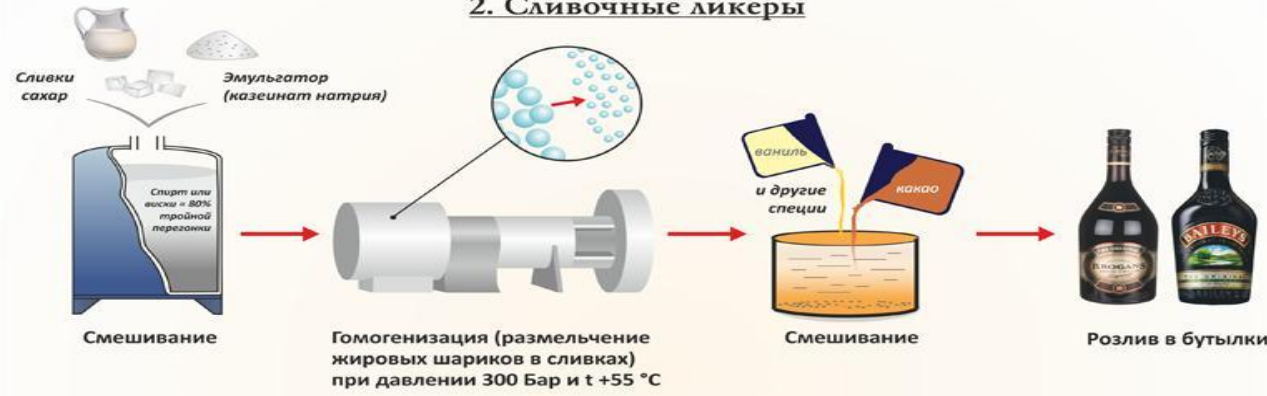 2. Сливочные ликеры
Сливки
сахар
Эмульгатор
(казеинат натрия)
Спирт или
виски ≈ 80%
тройной
перегонки
Смешивание
Гомогенизация (размельчение
жировых шариков в сливках)
при давлении 300 Бар и t +55 °C
ваниль
и другие
специи
какао
Смешивание
BROGANS
BAILEYS
Розлив в бутылки